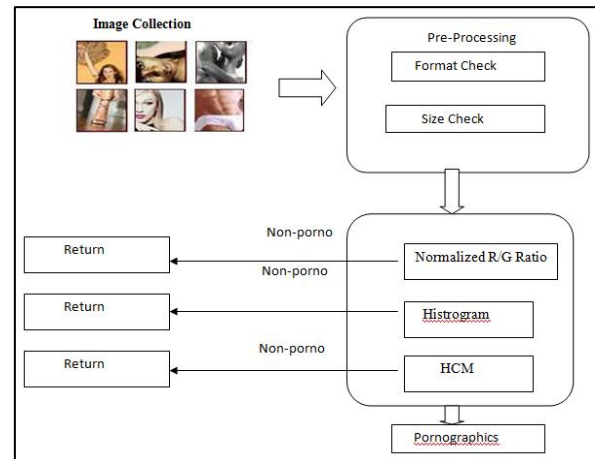 Image Collection
Pre-Processing
Format Check
Size Check
Non-porno
Return
Normalized R/G Ratio
Non-porno
Return
Histrogram
Non-porno
Return
HCM
Pornographics